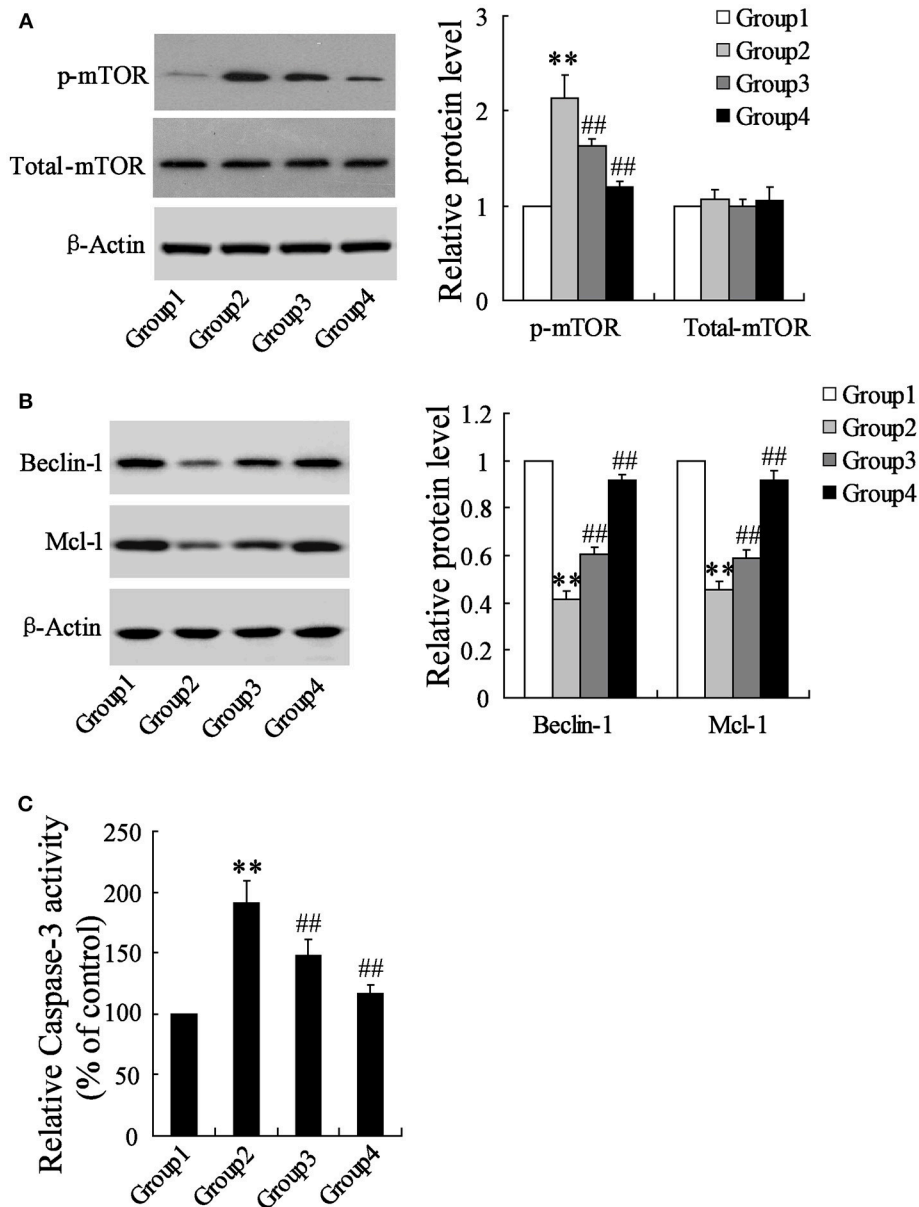 A
p-mTOR
Total-mTOR
β-Actin
Group1
Group2
Group3
Group4
Relative protein level
3
2
1
0
**
##
##
p-mTOR
Total-mTOR
Group1
Group2
Group3
Group4
B
Beclin-1
Mcl-1
β-Actin
Group1
Group2
Group3
Group4
Relative protein level
1.2
1
0.8
0.6
0.4
0.2
0
**
##
##
**
##
##
Beclin-1
Mcl-1
Group1
Group2
Group3
Group4
C
Relative Caspase-3 activity
(% of control)
250
200
150
100
50
0
**
##
##
Group1
Group2
Group3
Group4